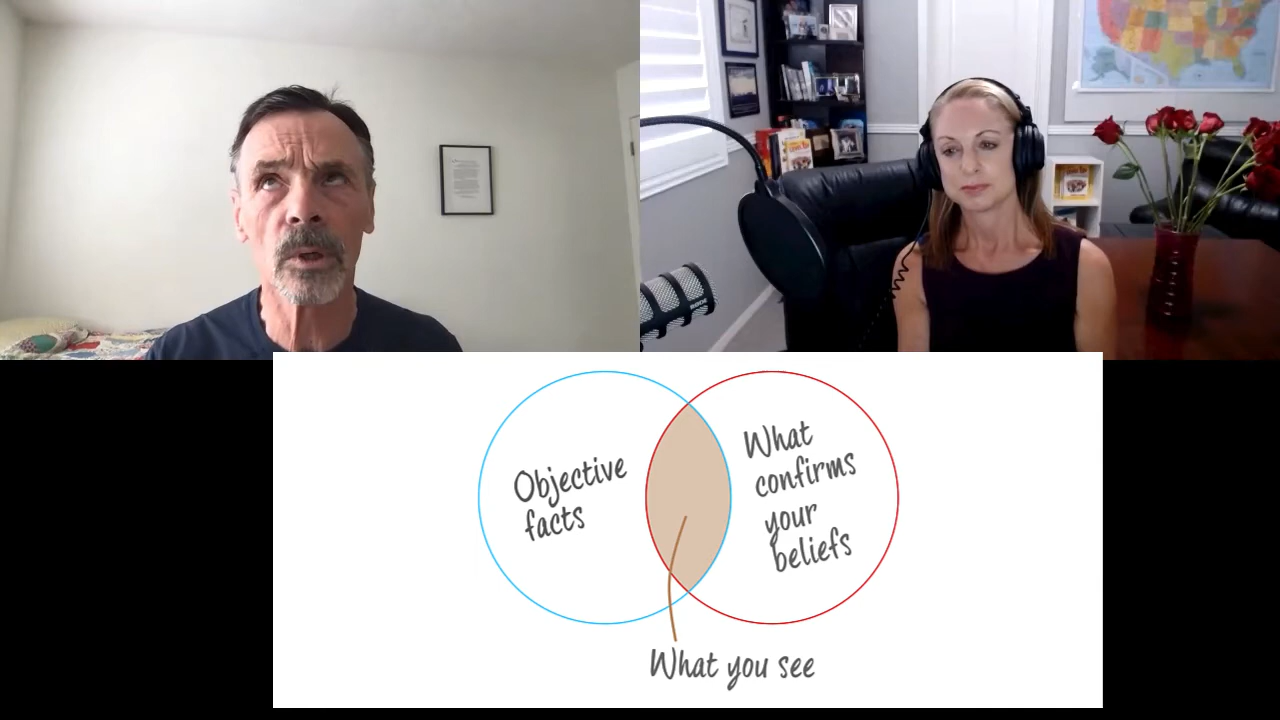 Objective
facts
What
confirms
your
beliefs
What you see